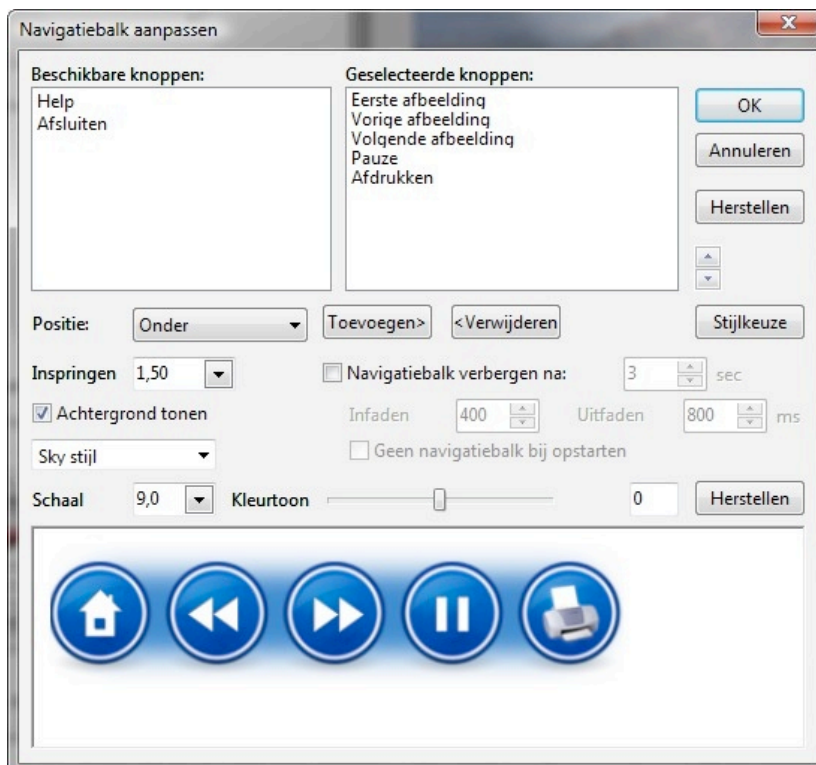 Navigatiebalk aanpassen
Beschikbare knoppen:
Geselecteerde knoppen:
Help
Afsluiten
Eerste afbeelding
Vorige afbeelding
Volgende afbeelding
Pauze
Afdrukken
OK
Annuleren
Herstellen
Positie: Onder Toevoegen> <Verwijderen Stijlkeuze
Inspringen 1,50 Navigatiebalk verbergen na: 3 sec
Achtergrond tonen Infaden 400 Uitfaden 800 ms
Sky stijl Geen navigatiebalk bij opstarten
Schaal 9,0 Kleurtoon 0 Herstellen